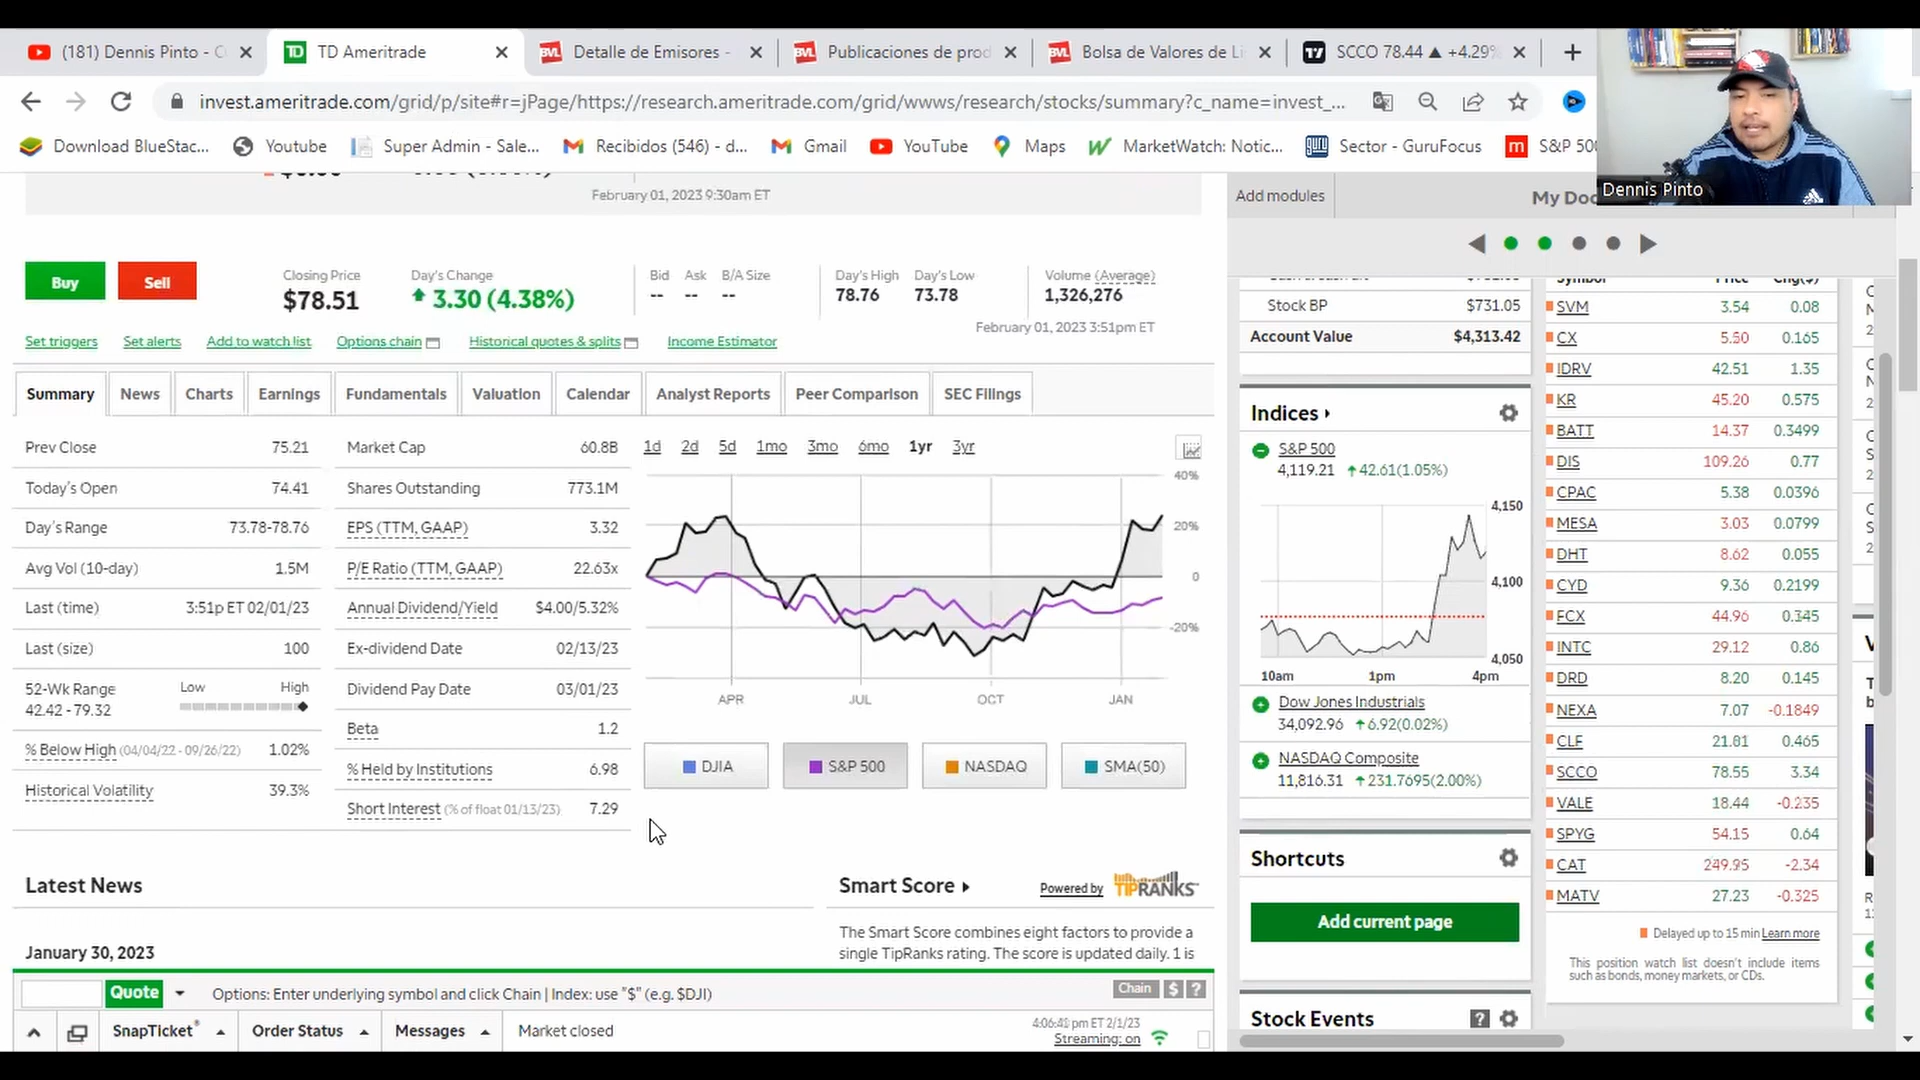 (181) Dennis Pinto - C
TD Ameritrade
Detalle de Emisores -
Publicaciones de prod
Bolsa de Valores de Li
SCCO 78.44 ▲ +4.29%
invest.ameritrade.com/grid/p/site#r=jPage/https://research.ameritrade.com/grid/wwws/research/stocks/summary?c_name=invest_...
Download BlueStac...
Youtube
Super Admin - Sale...
Recibidos (546) - d...
Gmail
YouTube
Maps
MarketWatch: Notic...
Sector - GuruFocus
S&P 500
Dennis Pinto
February 01, 2023 9:30am ET
Buy
Sell
Closing Price
$78.51
Day's Change
3.30 (4.38%)
Bid Ask B/A Size
-- -- --
Day's High Day's Low
78.76 73.78
Volume (Average)
1,326,276
February 01, 2023 3:51pm ET
Set triggers
Set alerts
Add to watch list
Options chain
Historical quotes & splits
Income Estimator
Summary
News
Charts
Earnings
Fundamentals
Valuation
Calendar
Analyst Reports
Peer Comparison
SEC Filings
Prev Close 75.21
Today's Open 74.41
Day's Range 73.78-78.76
Avg Vol (10-day) 1.5M
Last (time) 3:51p ET 02/01/23
Last (size) 100
52-Wk Range Low High
42.42 - 79.32
% Below High (04/04/22 - 09/26/22) 1.02%
Historical Volatility 39.3%
Market Cap 60.8B
Shares Outstanding 773.1M
EPS (TTM, GAAP) 3.32
P/E Ratio (TTM, GAAP) 22.63x
Annual Dividend/Yield $4.00/5.32%
Ex-dividend Date 02/13/23
Dividend Pay Date 03/01/23
Beta 1.2
% Held by Institutions 6.98
Short Interest (% of float 01/13/23) 7.29
1d 2d 5d 1mo 3mo 6mo 1yr 3yr
40%
20%
0
-20%
APR JUL OCT JAN
DJIA
S&P 500
NASDAQ
SMA(50)
Latest News
January 30, 2023
Smart Score
Powered by TIPRANKS
The Smart Score combines eight factors to provide a
single TipRanks rating. The score is updated daily. 1 is
Add modules
My Doc
Stock BP $731.05
Account Value $4,313.42
Indices
S&P 500
4,119.21 42.61(1.05%)
4,150
4,100
4,050
10am 1pm 4pm
Dow Jones Industrials
34,092.96 6.92(0.02%)
NASDAQ Composite
11,816.31 231.7695(2.00%)
Shortcuts
Add current page
Stock Events
Symbol Price Chg($)
SVM 3.54 0.08
CX 5.50 0.165
IDRV 42.51 1.35
KR 45.20 0.575
BATT 14.37 0.3499
DIS 109.26 0.77
CPAC 5.38 0.0396
MESA 3.03 0.0799
DHT 8.62 0.055
CYD 9.36 0.2199
FCX 44.96 0.345
INTC 29.12 0.86
DRD 8.20 0.145
NEXA 7.07 -0.1849
CLF 21.81 0.465
SCCO 78.55 3.34
VALE 18.44 -0.235
SPYG 54.15 0.64
CAT 249.95 -2.34
MATV 27.23 -0.325
Delayed up to 15 min Learn more
This position watch list doesn't include items
such as bonds, money markets, or CDs.
Quote
Options: Enter underlying symbol and click Chain | Index: use "$" (e.g. $DJI)
Chain $ ?
SnapTicket®
Order Status
Messages
Market closed
4:06:48 pm ET 2/1/23
Streaming: on